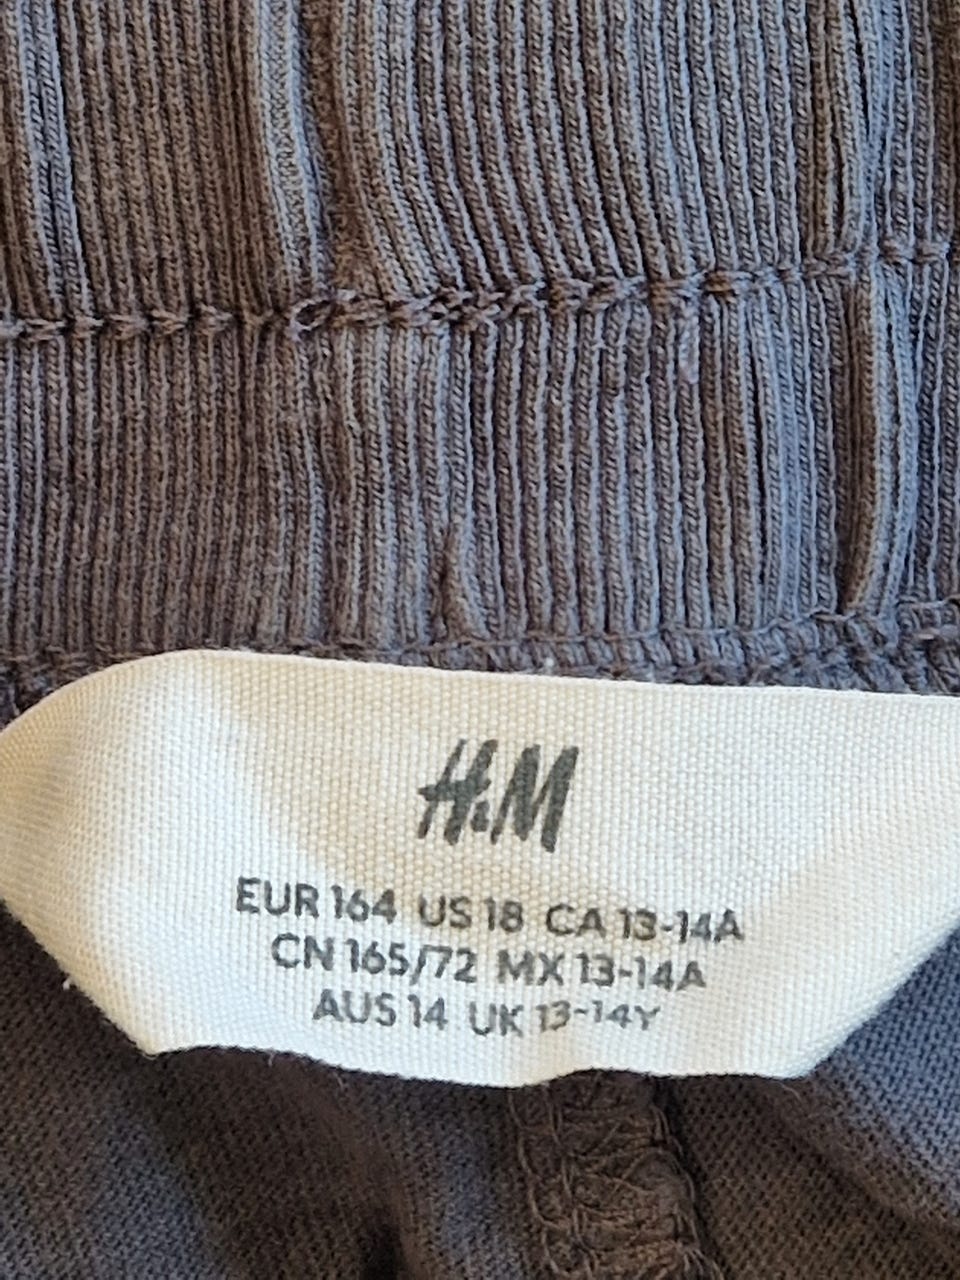 H&M
EUR 164 US 18 CA 13-14A
CN 165/72 MX 13-14A
AUS 14 UK 13-14Y